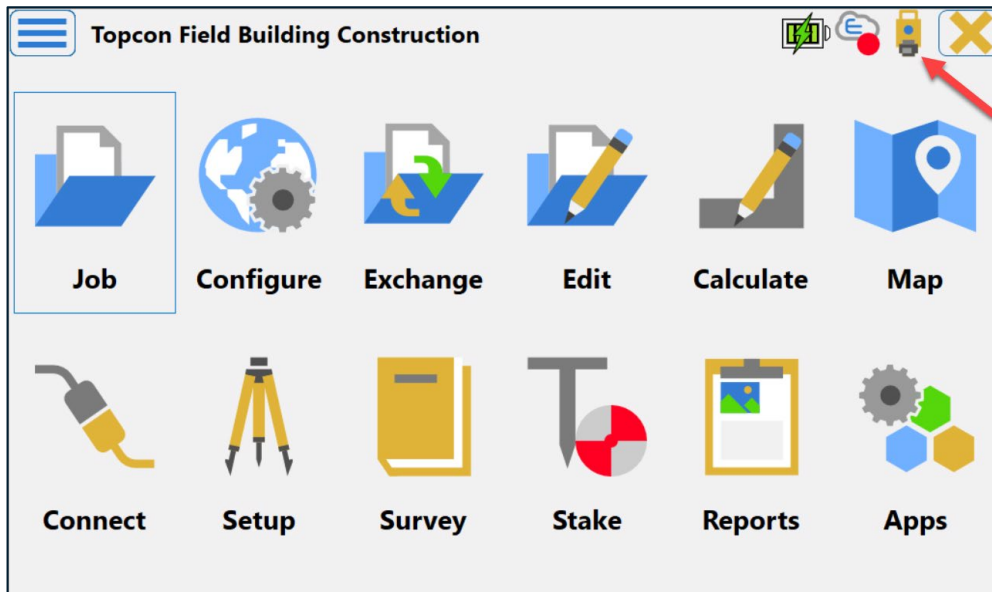 Topcon Field Building Construction
Job
Configure
Exchange
Edit
Calculate
Map
Connect
Setup
Survey
Stake
Reports
Apps